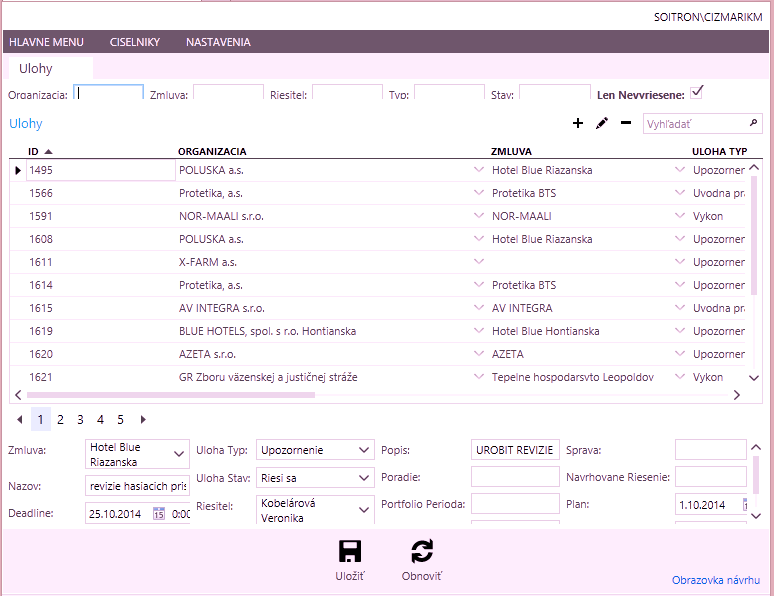 SOITRON\CIZMARIKM
HLAVNE MENU CISELNIKY NASTAVENIA
Ulohy
Organizacia: Zmluva: Riesitel: Typ: Stav: Len Nevyriesene:
Ulohy Vyhľadať
ID ORGANIZACIA ZMLUVA ULOHA TYP
1495 POLUSKA a.s. Hotel Blue Riazanska Upozorner
1566 Protetika, a.s. Protetika BTS Uvodna pr
1591 NOR-MAALI s.r.o. NOR-MAALI Vykon
1608 POLUSKA a.s. Hotel Blue Riazanska Upozorner
1611 X-FARM a.s. Upozorner
1614 Protetika, a.s. Protetika BTS Upozorner
1615 AV INTEGRA s.r.o. AV INTEGRA Uvodna pr
1619 BLUE HOTELS, spol. s r.o. Hontianska Hotel Blue Hontianska Upozorner
1620 AZETA s.r.o. AZETA Upozorner
1621 GR Zboru väzenskej a justičnej stráže Tepelne hospodarsvto Leopoldov Vykon
1 2 3 4 5
Zmluva: Hotel Blue Riazanska Uloha Typ: Upozornenie Popis: UROBIT REVIZIE Sprava:
Nazov: revizie hasiacich pris Uloha Stav: Riesi sa Poradie: Navrhovane Riesenie:
Deadline: 25.10.2014 15 0:00 Riesitel: Kobelárová Veronika Portfolio Perioda: Plan: 1.10.2014
Uložiť Obnoviť
Obrazovka návrhu